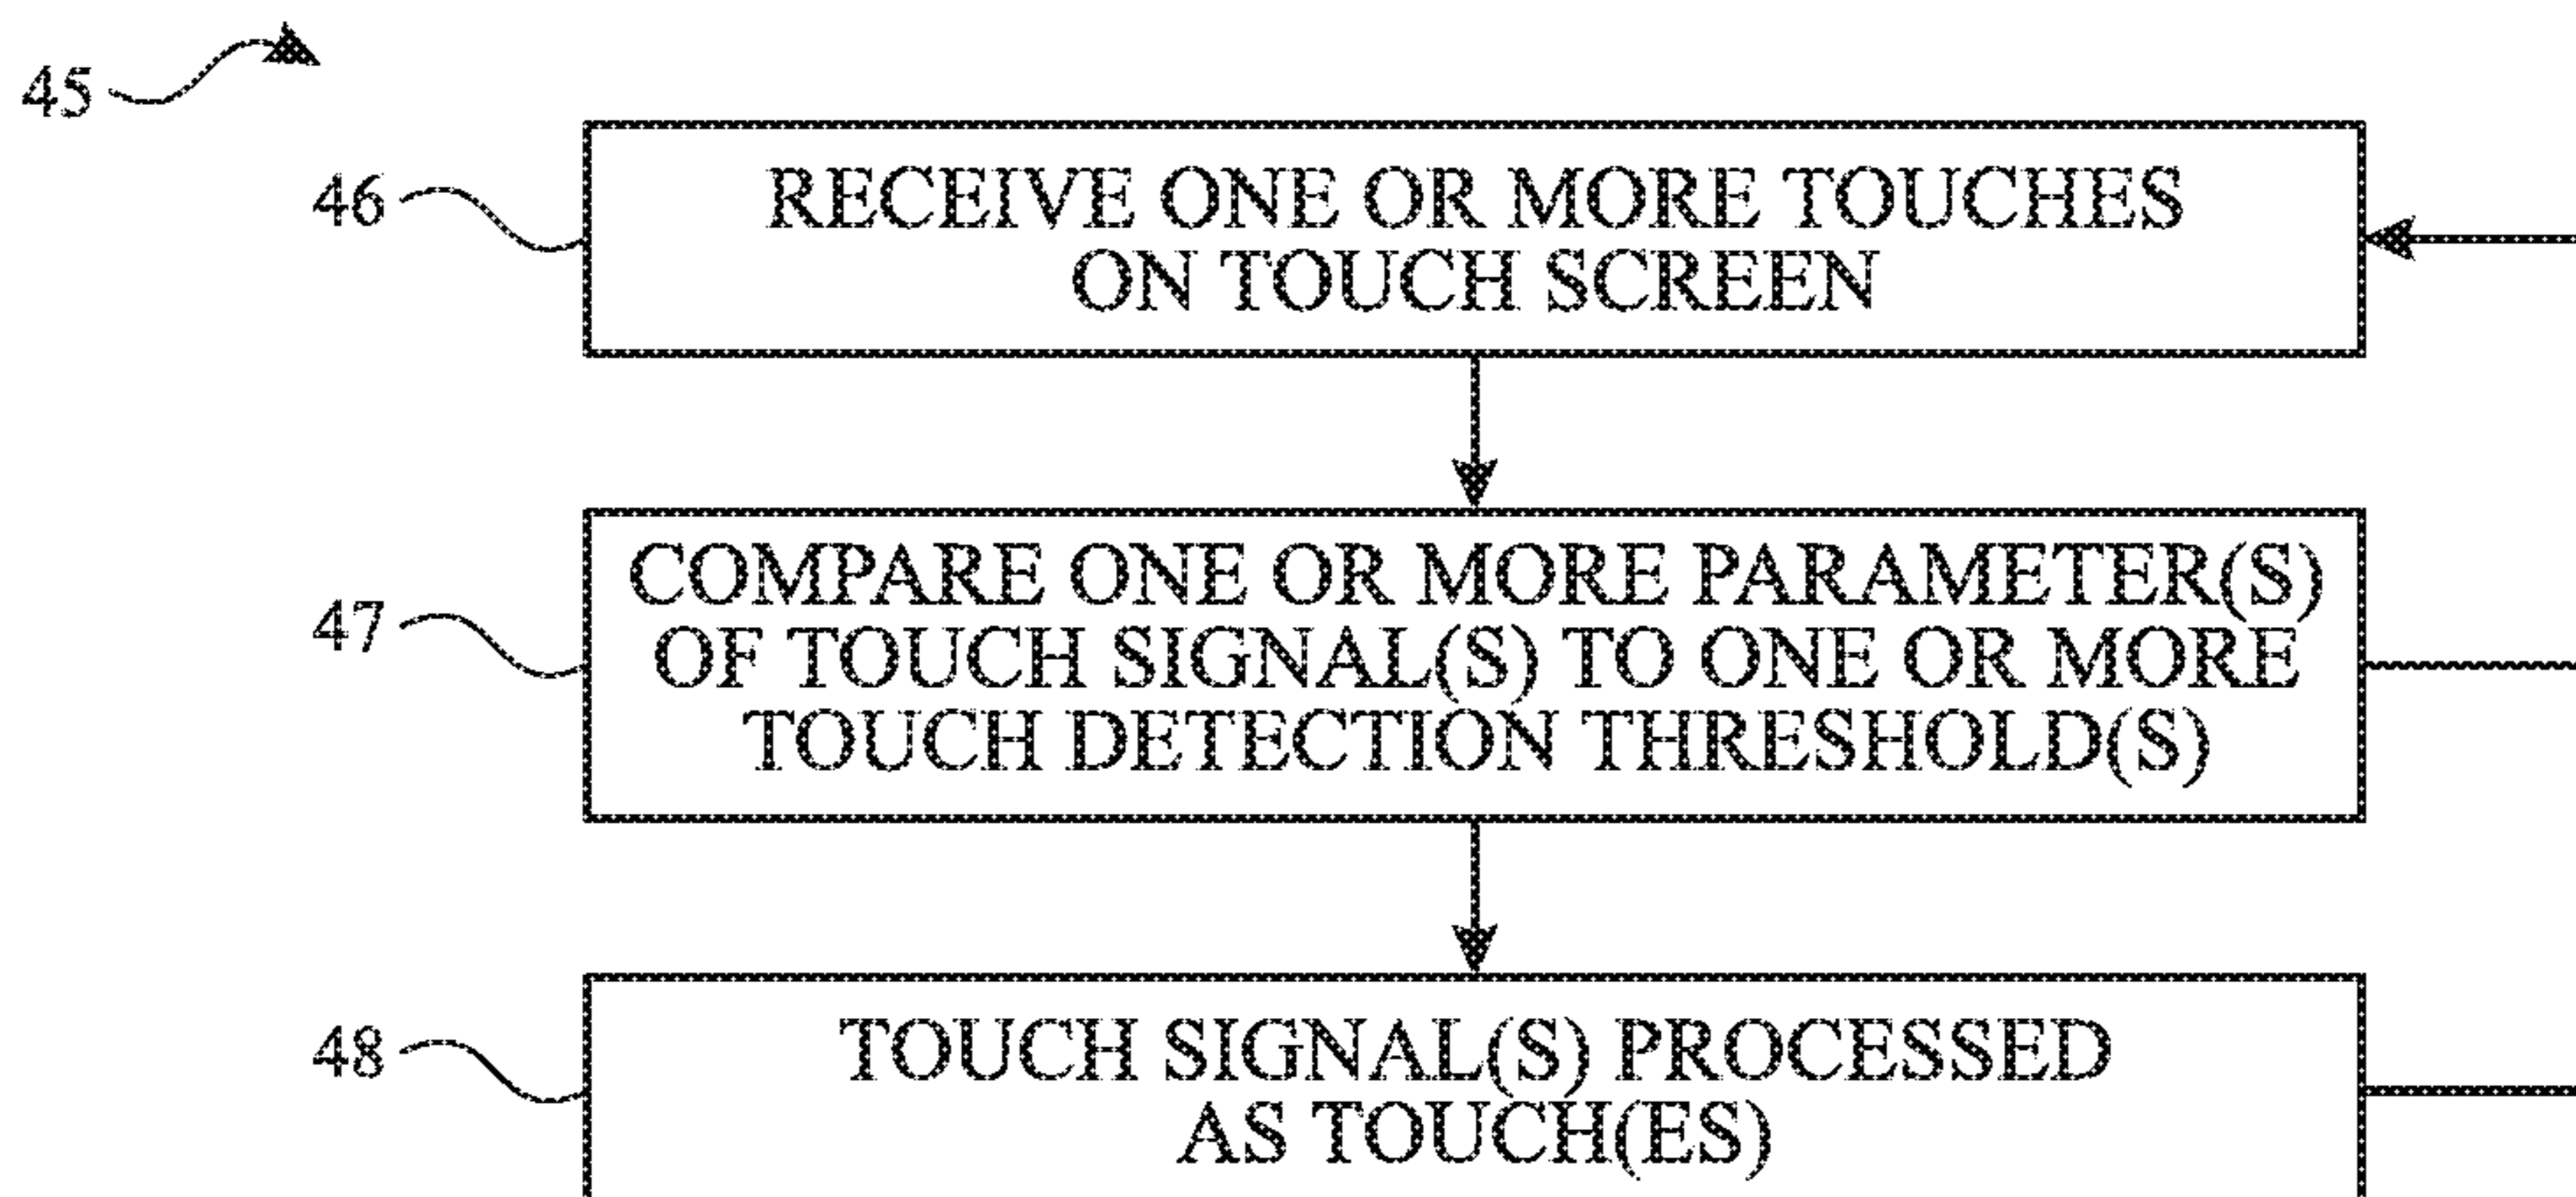 45
46
RECEIVE ONE OR MORE TOUCHES
ON TOUCH SCREEN
47
COMPARE ONE OR MORE PARAMETER(S)
OF TOUCH SIGNAL(S) TO ONE OR MORE
TOUCH DETECTION THRESHOLD(S)
48
TOUCH SIGNAL(S) PROCESSED
AS TOUCH(ES)